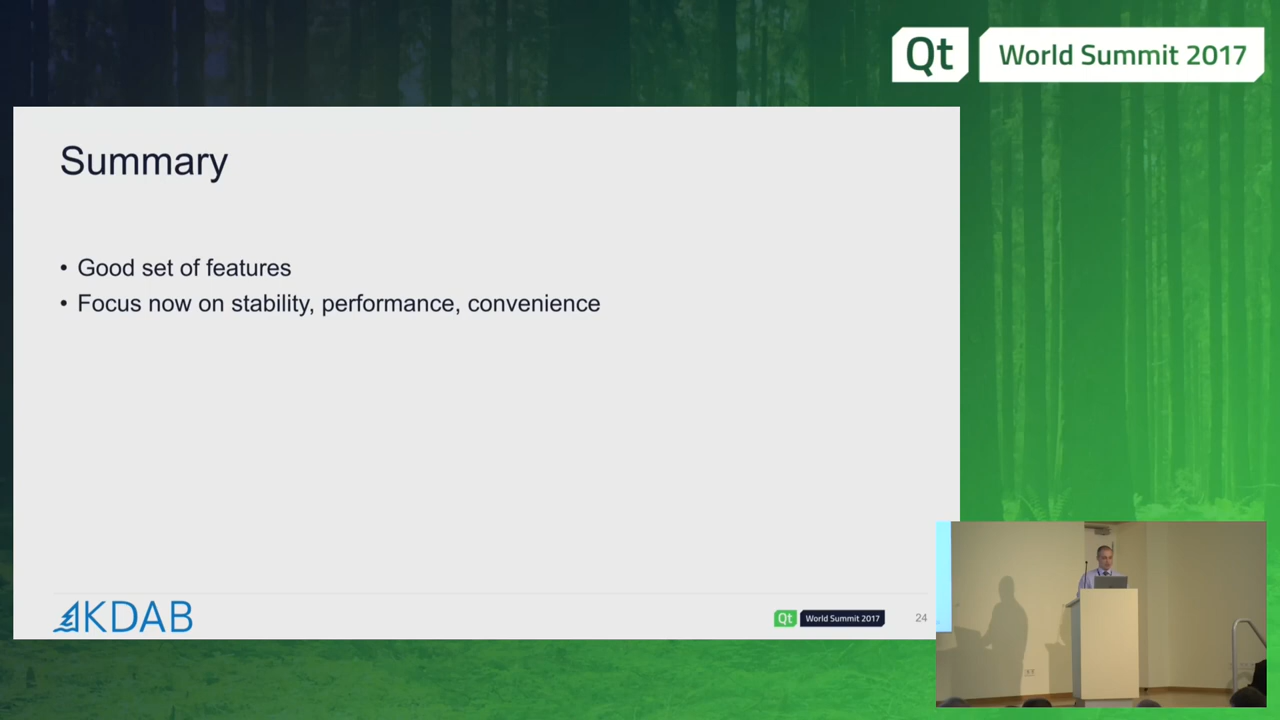 Qt World Summit 2017
Summary
• Good set of features
• Focus now on stability, performance, convenience
KDAB
Qt World Summit 2017
24